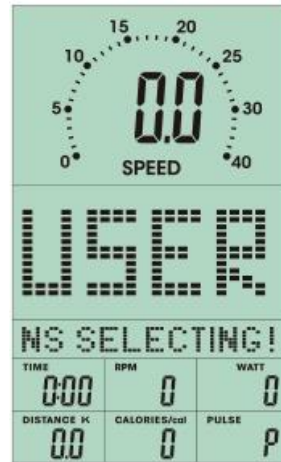 15 20
10 25
5 0.0 30
0 SPEED 40
USER
NS SELECTING!
TIME RPM WATT
0:00 0 0
DISTANCE K CALORIES/cal PULSE
0.0 0 P